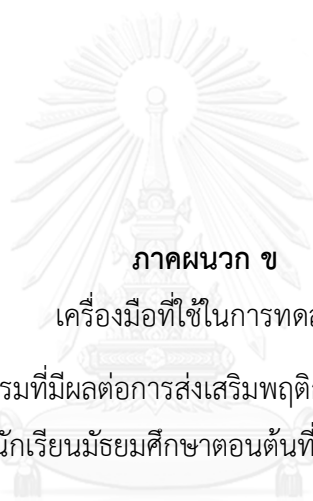 ภาคผนวก ข
เครื่องมือที่ใช้ในการทดส
รมที่มีผลต่อการส่งเสริมพฤติก
นักเรียนมัธยมศึกษาตอนต้นที่